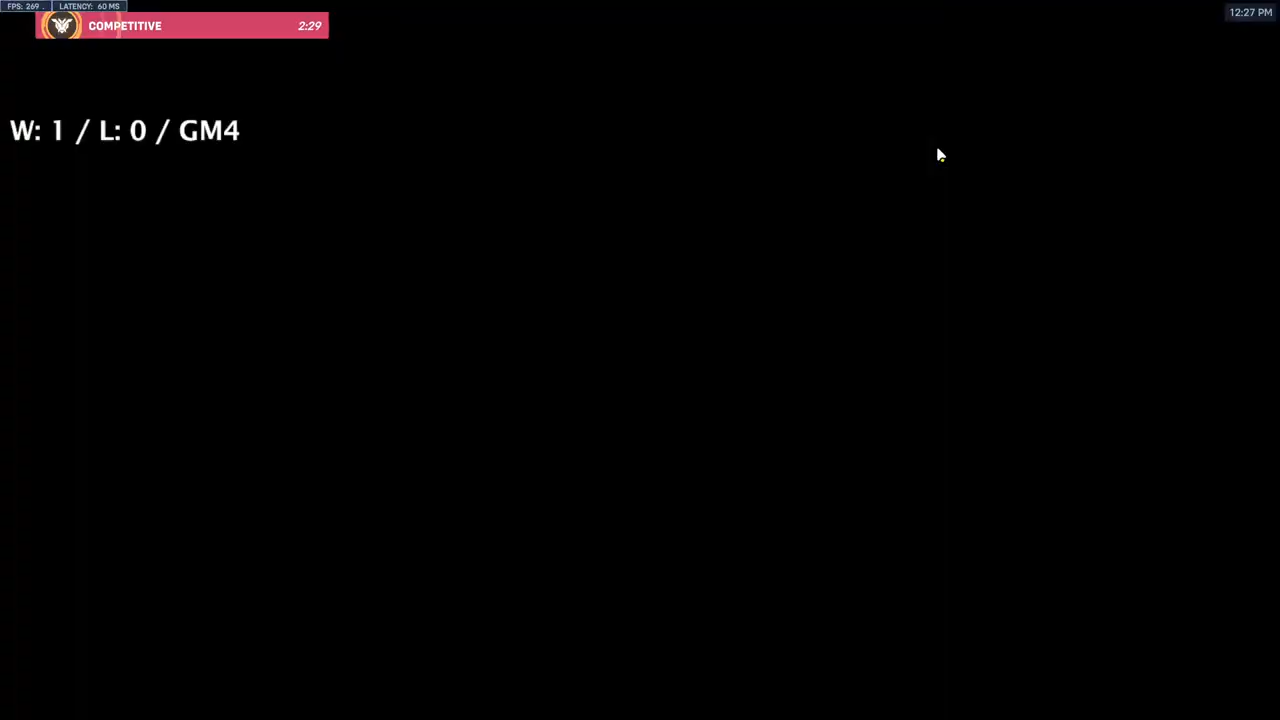 FPS: 269 . LATENCY: 60 MS
12:27 PM
COMPETITIVE 2:29
W: 1 / L: 0 / GM4